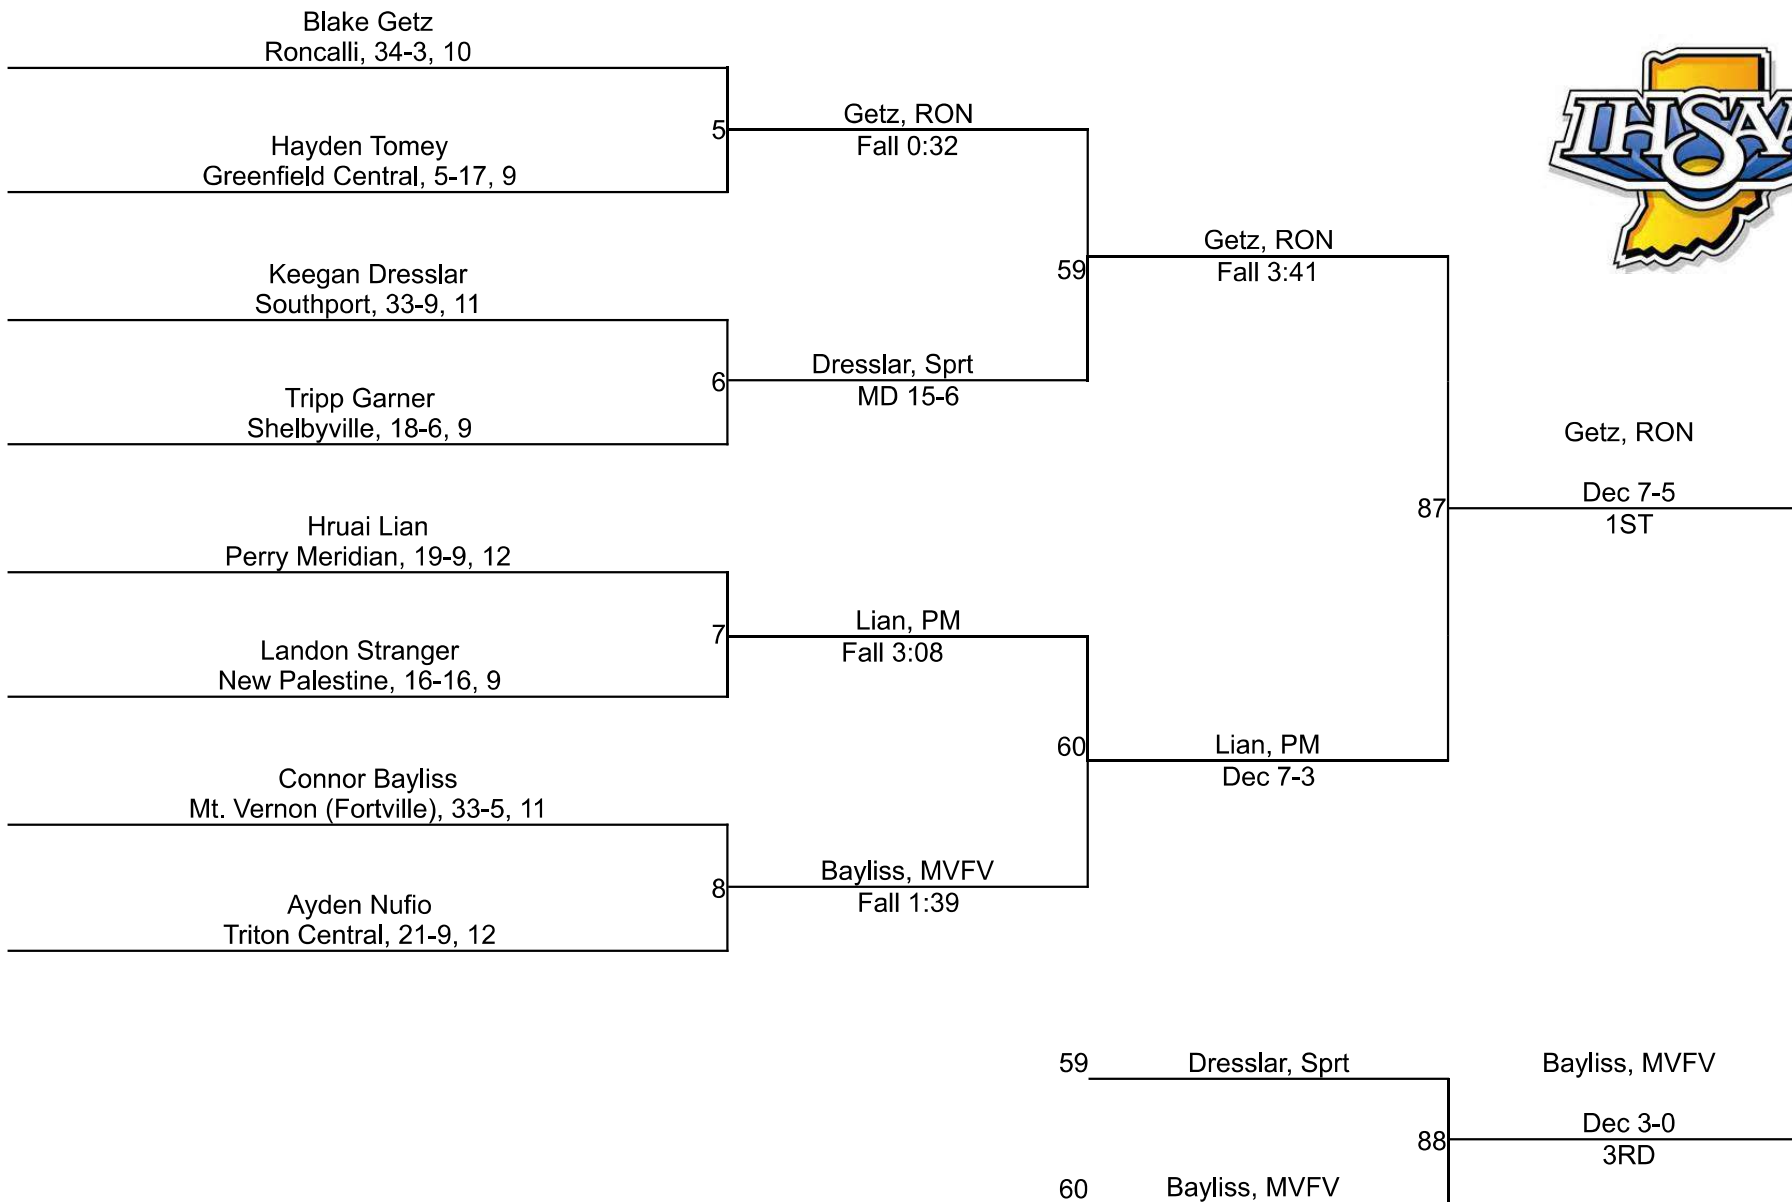 Blake Getz
Roncalli, 34-3, 10
Hayden Tomey
Greenfield Central, 5-17, 9
Keegan Dresslar
Southport, 33-9, 11
Tripp Garner
Shelbyville, 18-6, 9
Hruai Lian
Perry Meridian, 19-9, 12
Landon Stranger
New Palestine, 16-16, 9
Connor Bayliss
Mt. Vernon (Fortville), 33-5, 11
Ayden Nufio
Triton Central, 21-9, 12
5
Getz, RON
Fall 0:32
6
Dresslar, Sprt
MD 15-6
7
Lian, PM
Fall 3:08
8
Bayliss, MVFV
Fall 1:39
59
Getz, RON
Fall 3:41
60
Lian, PM
Dec 7-3
87
Getz, RON
Dec 7-5
1ST
IHSAA
59
Dresslar, Sprt
60
Bayliss, MVFV
88
Bayliss, MVFV
Dec 3-0
3RD